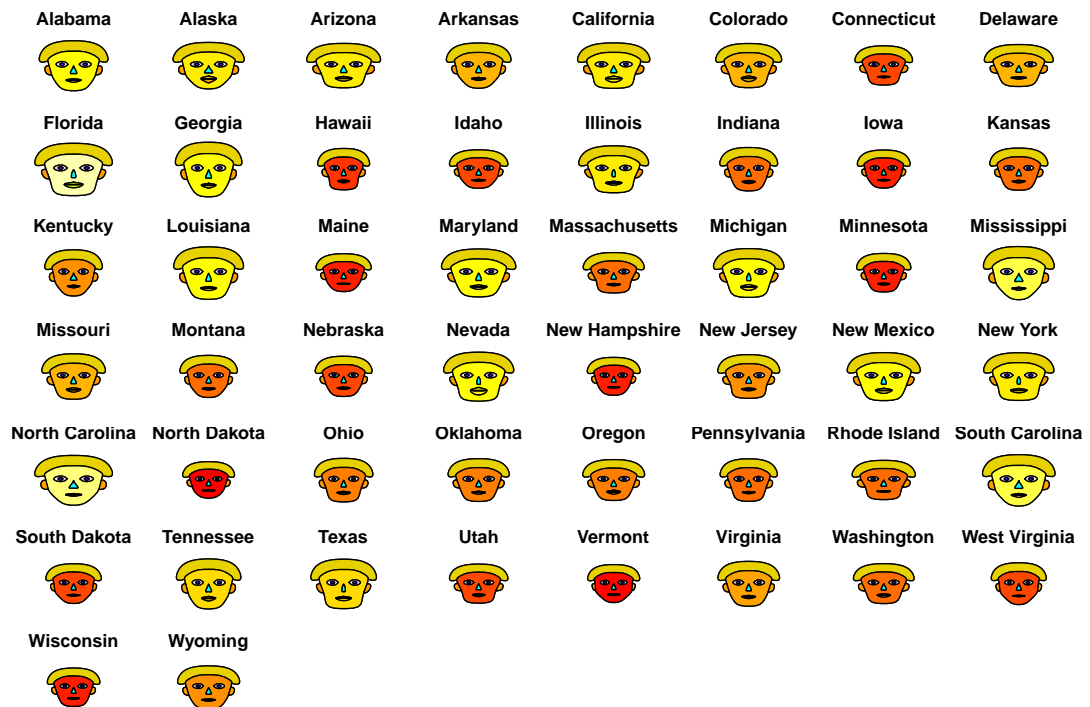 Alabama Alaska Arizona Arkansas California Colorado Connecticut Delaware
Florida Georgia Hawaii Idaho Illinois Indiana Iowa Kansas
Kentucky Louisiana Maine Maryland Massachusetts Michigan Minnesota Mississippi
Missouri Montana Nebraska Nevada New Hampshire New Jersey New Mexico New York
North Carolina North Dakota Ohio Oklahoma Oregon Pennsylvania Rhode Island South Carolina
South Dakota Tennessee Texas Utah Vermont Virginia Washington West Virginia
Wisconsin Wyoming